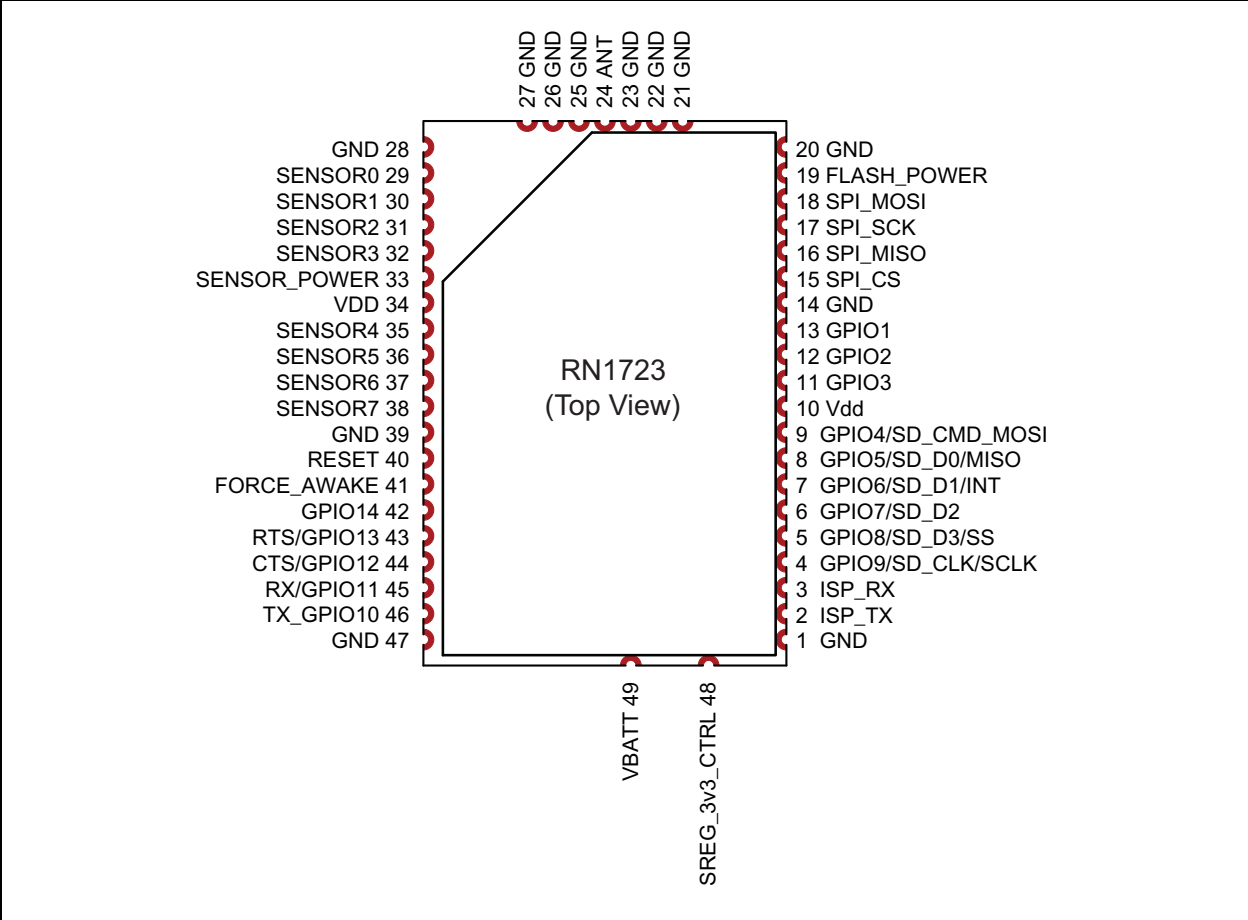 27 GND
26 GND
25 GND
24 ANT
23 GND
22 GND
21 GND
GND 28
SENSOR0 29
SENSOR1 30
SENSOR2 31
SENSOR3 32
SENSOR_POWER 33
VDD 34
SENSOR4 35
SENSOR5 36
SENSOR6 37
SENSOR7 38
GND 39
RESET 40
FORCE_AWAKE 41
GPIO14 42
RTS/GPIO13 43
CTS/GPIO12 44
RX/GPIO11 45
TX_GPIO10 46
GND 47
RN1723
(Top View)
20 GND
19 FLASH_POWER
18 SPI_MOSI
17 SPI_SCK
16 SPI_MISO
15 SPI_CS
14 GND
13 GPIO1
12 GPIO2
11 GPIO3
10 Vdd
9 GPIO4/SD_CMD_MOSI
8 GPIO5/SD_D0/MISO
7 GPIO6/SD_D1/INT
6 GPIO7/SD_D2
5 GPIO8/SD_D3/SS
4 GPIO9/SD_CLK/SCLK
3 ISP_RX
2 ISP_TX
1 GND
VBATT 49
SREG_3v3_CTRL 48